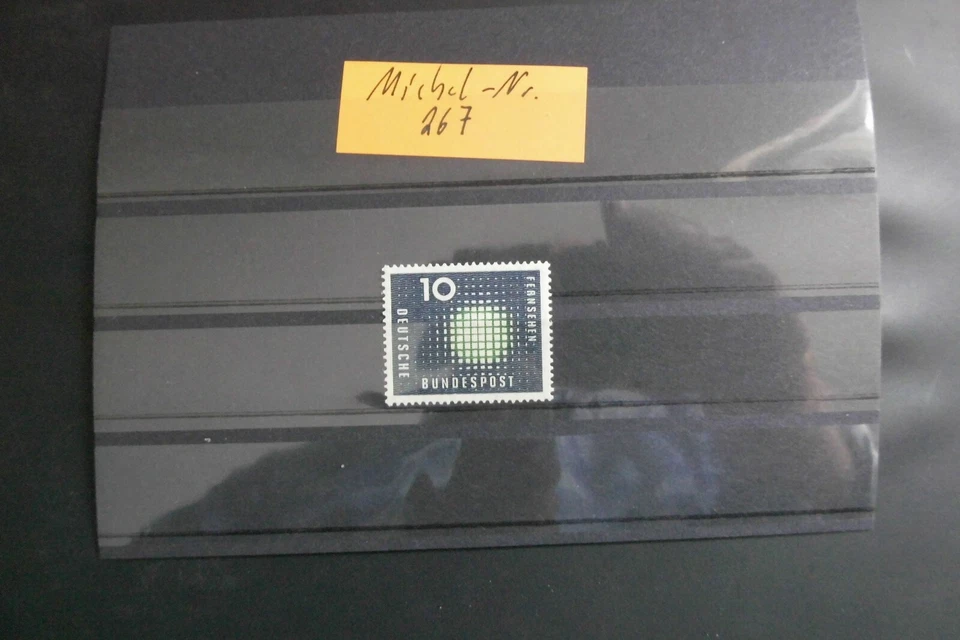 Michel-Nr.
267
10
FERNSEHEN
DEUTSCHE
BUNDESPOST